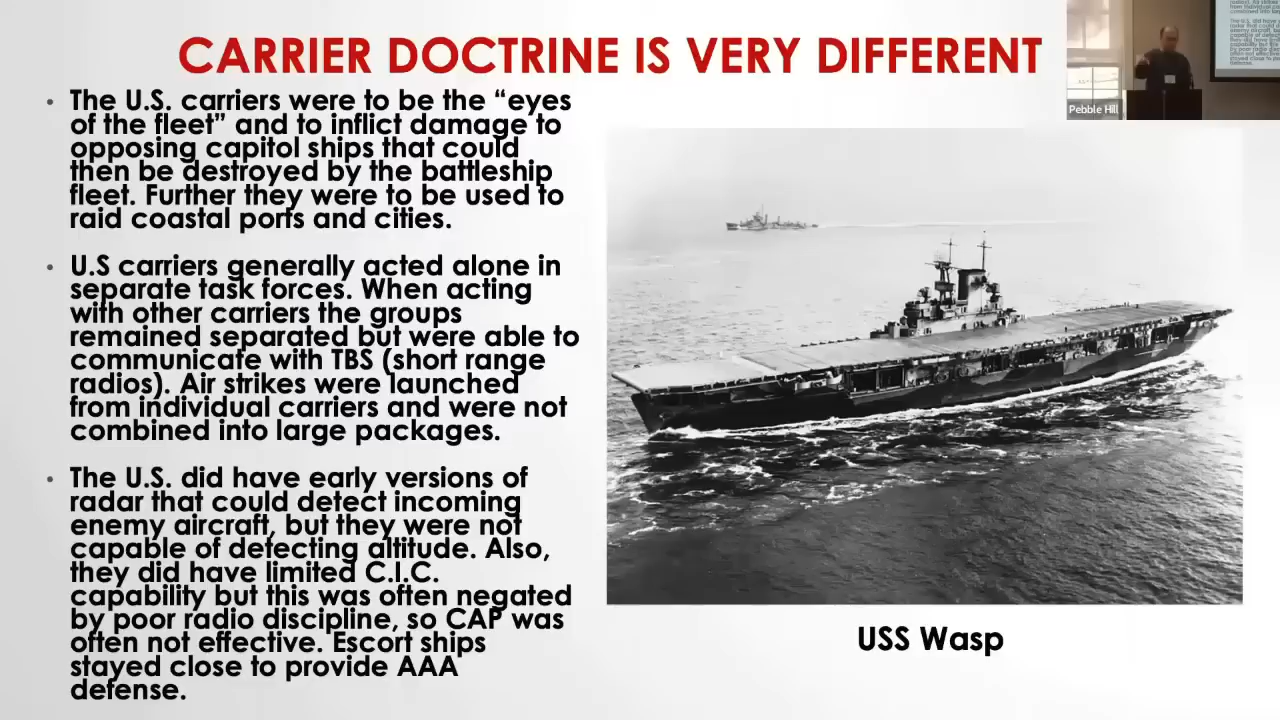 CARRIER DOCTRINE IS VERY DIFFERENT
• The U.S. carriers were to be the “eyes
of the fleet” and to inflict damage to
opposing capitol ships that could
then be destroyed by the battleship
fleet. Further they were to be used to
raid coastal ports and cities.
• U.S carriers generally acted alone in
separate task forces. When acting
with other carriers the groups
remained separated but were able to
communicate with TBS (short range
radios). Air strikes were launched
from individual carriers and were not
combined into large packages.
• The U.S. did have early versions of
radar that could detect incoming
enemy aircraft, but they were not
capable of detecting altitude. Also,
they did have limited C.I.C.
capability but this was often negated
by poor radio discipline, so CAP was
often not effective. Escort ships
stayed close to provide AAA
defense.
USS Wasp
Pebble Hill